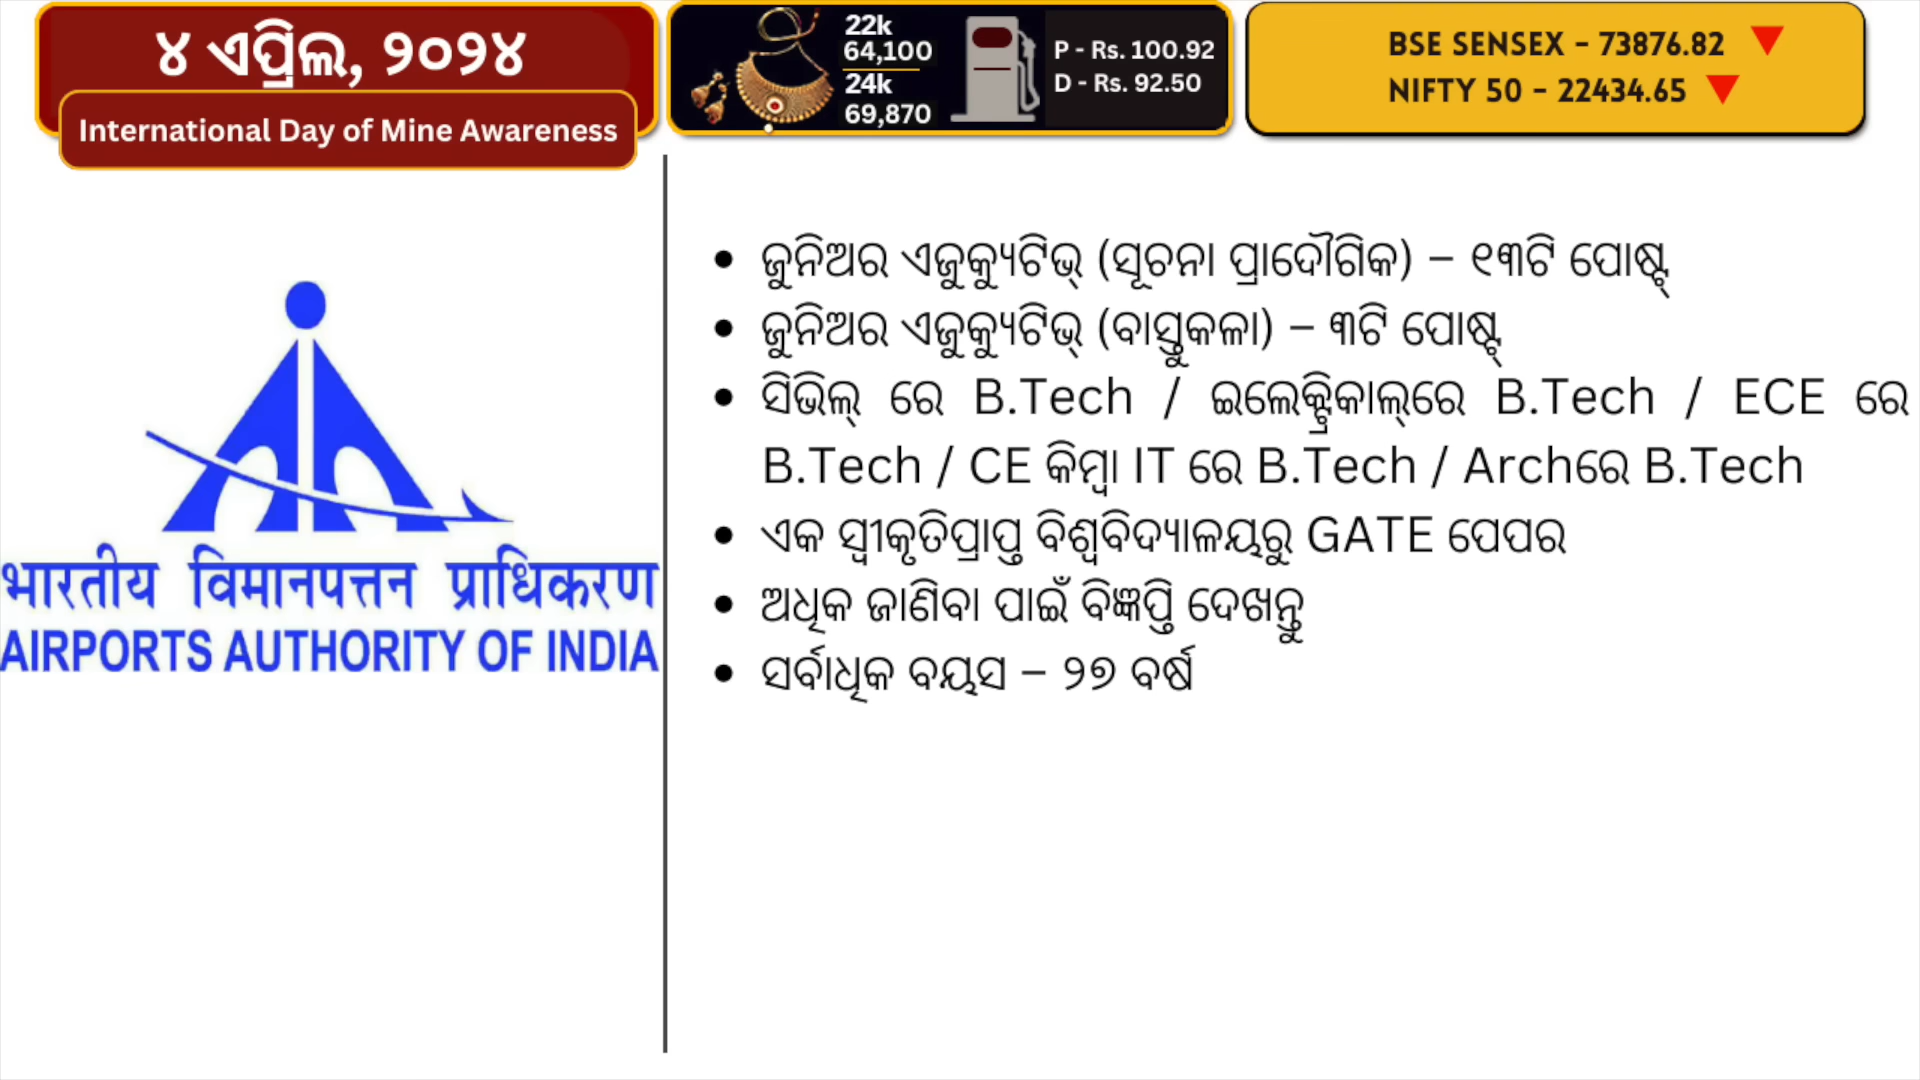 ୪ ଏପ୍ରିଲ, ୨୦୨୪
International Day of Mine Awareness
22k
64,100
24k
69,870
P - Rs. 100.92
D - Rs. 92.50
BSE SENSEX - 73876.82
NIFTY 50 - 22434.65
भारतीय विमानपत्तन प्राधिकरण
AIRPORTS AUTHORITY OF INDIA
• ଜୁନିଅର ଏଜୁକ୍ୟୁଟିଭ୍ (ସୂଚନା ପ୍ରାଦୌଗିକ) – ୧୩ଟି ପୋଷ୍ଟ୍
• ଜୁନିଅର ଏଜୁକ୍ୟୁଟିଭ୍ (ବାସ୍ତୁକଳା) – ୩ଟି ପୋଷ୍ଟ୍
• ସିଭିଲ୍ ରେ B.Tech / ଇଲେକ୍ଟ୍ରିକାଲ୍‌ରେ B.Tech / ECE ରେ
B.Tech / CE କିମ୍ବା IT ରେ B.Tech / Archରେ B.Tech
• ଏକ ସ୍ୱୀକୃତିପ୍ରାପ୍ତ ବିଶ୍ୱବିଦ୍ୟାଳୟରୁ GATE ପେପର
• ଅଧିକ ଜାଣିବା ପାଇଁ ବିଜ୍ଞପ୍ତି ଦେଖନ୍ତୁ
• ସର୍ବାଧିକ ବୟସ – ୨୭ ବର୍ଷ